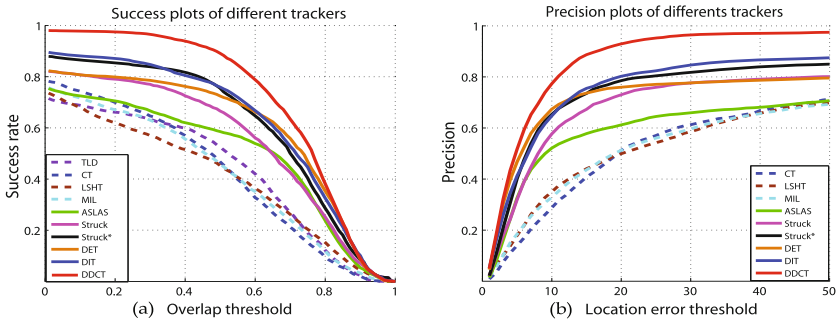 Success plots of different trackers
Success rate
1
0.8
0.6
0.4
0.2
0
0
0.2
0.4
0.6
0.8
1
TLD
CT
LSHT
MIL
ASLAS
Struck
Struck*
DET
DIT
DDCT
(a) Overlap threshold
Precision plots of differents trackers
Precision
1
0.8
0.6
0.4
0.2
0
10
20
30
40
50
CT
LSHT
MIL
ASLAS
Struck
Struck*
DET
DIT
DDCT
(b) Location error threshold